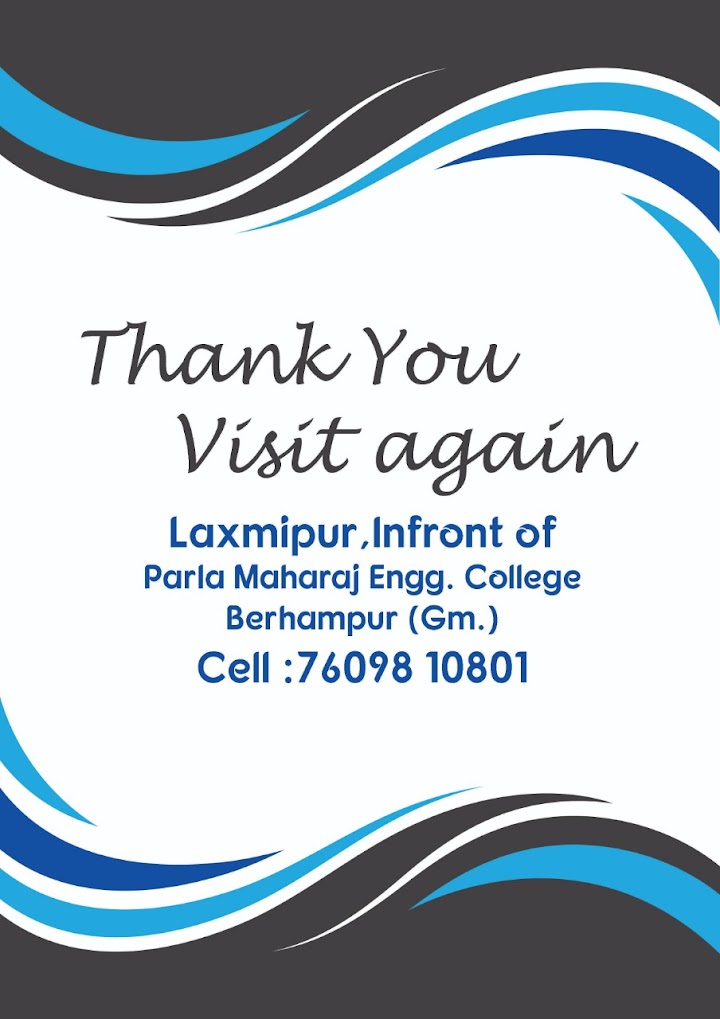 Thank You
Visit again
Laxmipur,Infront of
Parla Maharaj Engg. College
Berhampur (Gm.)
Cell :76098 10801